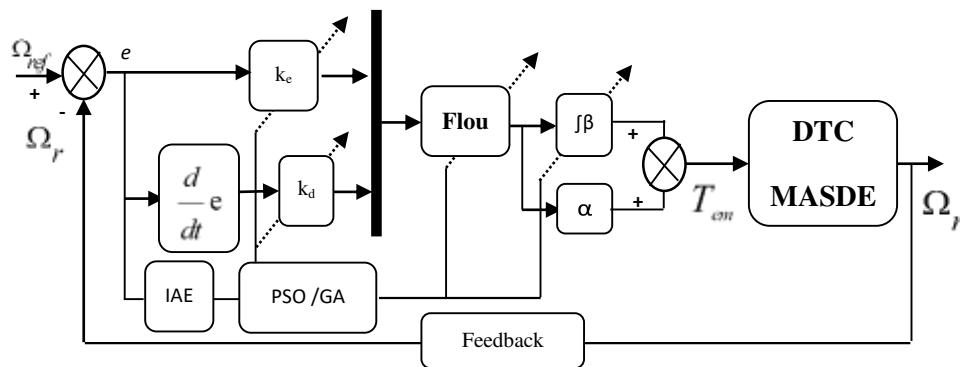 Ω_ref
+
-
Ω_r
e
k_e
d/dt e
k_d
IAE
PSO /GA
Flou
∫β
α
+
+
T_em
DTC
MASDE
Ω_r
Feedback